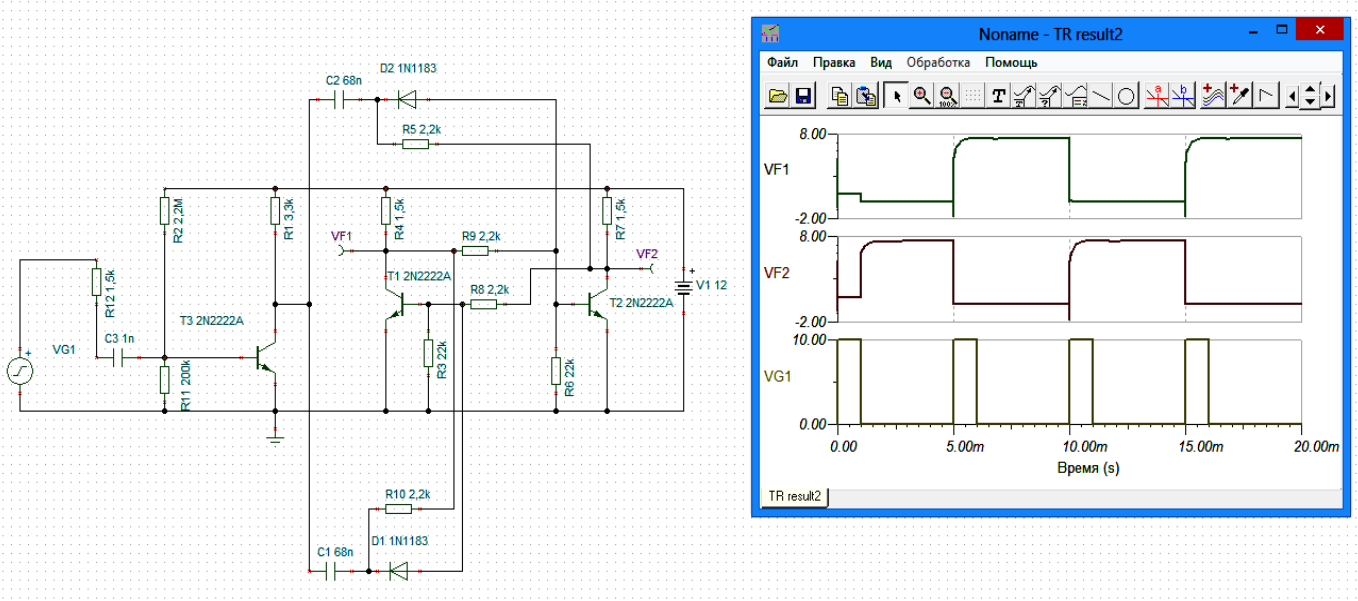 D2 1N1183
C2 68n
R5 2,2k
R2 2,2M
R1 3,3k
R4 1,5k
R7 1,5k
VF1
R9 2,2k
VF2
+
V1 12
T1 2N2222A
R8 2,2k
T2 2N2222A
R12 1,5k
T3 2N2222A
C3 1n
VG1
+
R11 200k
R3 22k
R6 22k
R10 2,2k
D1 1N1183
C1 68n
Noname - TR result2
Файл Правка Вид Обработка Помощь
100%
T
a
b
8.00
VF1
-2.00
8.00
VF2
-2.00
10.00
VG1
0.00
0.00 5.00m 10.00m 15.00m 20.00m
Время (s)
TR result2